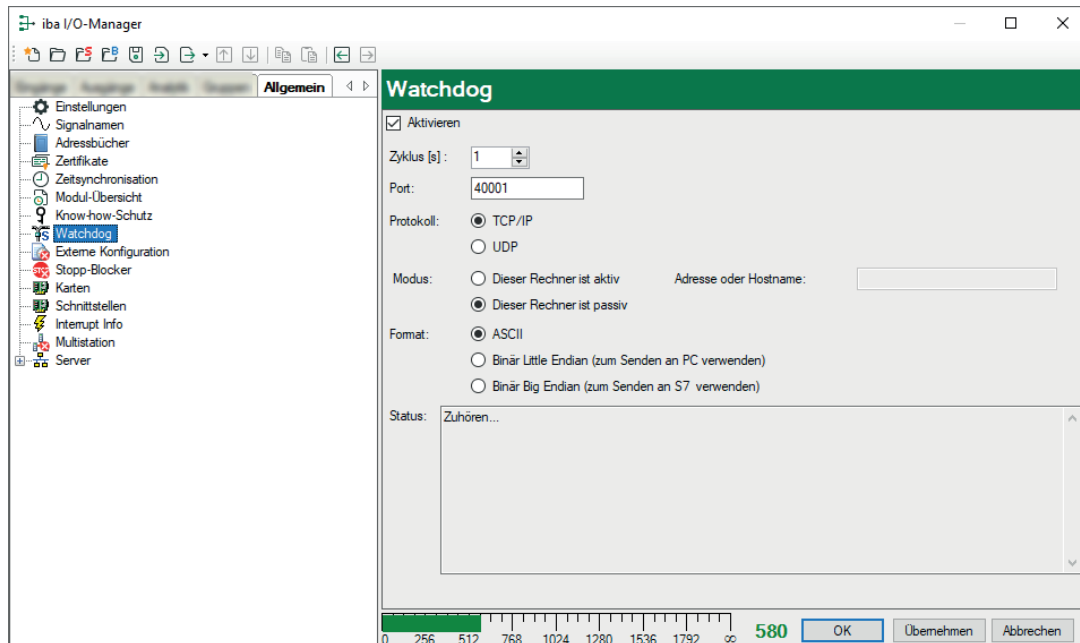 iba I/O-Manager
Allgemein
Einstellungen
Signalnamen
Adressbücher
Zertifikate
Zeitsynchronisation
Modul-Übersicht
Know-how-Schutz
Watchdog
Externe Konfiguration
Stopp-Blocker
Karten
Schnittstellen
Interrupt Info
Multistation
Server
Watchdog
Aktivieren
Zyklus [s] : 1
Port: 40001
Protokoll: TCP/IP
UDP
Modus: Dieser Rechner ist aktiv Adresse oder Hostname:
Dieser Rechner ist passiv
Format: ASCII
Binär Little Endian (zum Senden an PC verwenden)
Binär Big Endian (zum Senden an S7 verwenden)
Status: Zuhören...
0 256 512 768 1024 1280 1536 1792 ∞ 580 OK Übernehmen Abbrechen